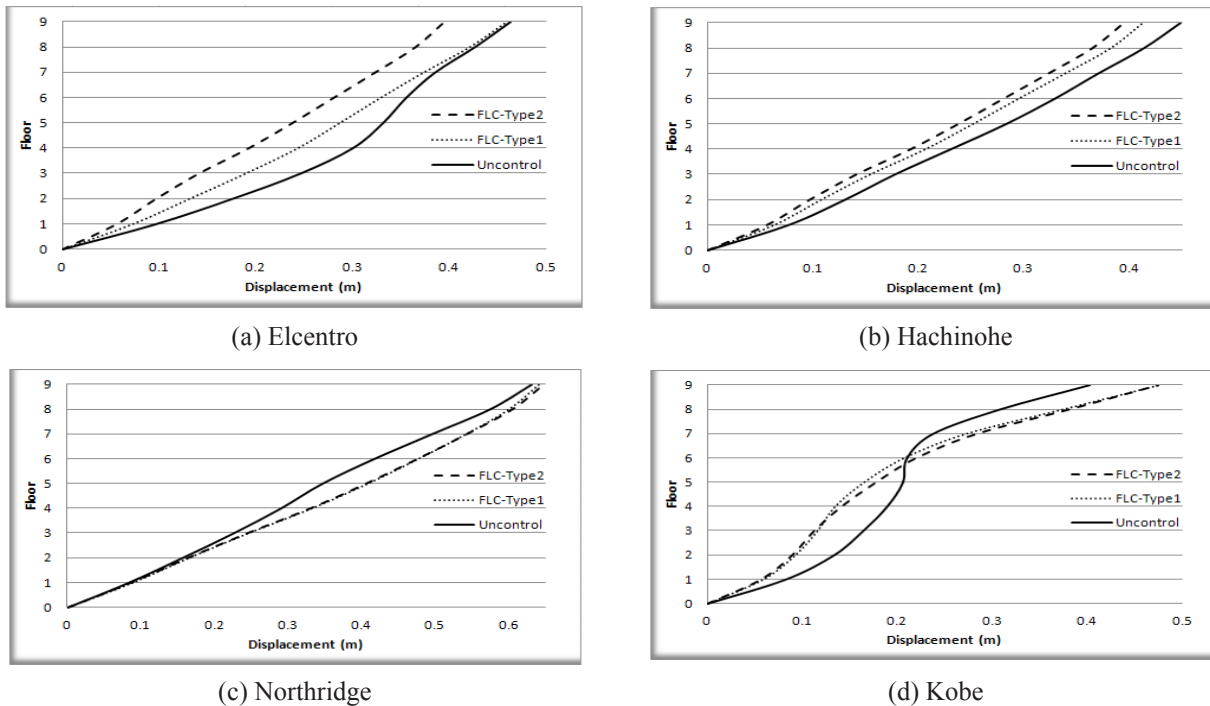 9
8
7
6
5
4
3
2
1
0
Floor
FLC-Type2
FLC-Type1
Uncontrol
0 0.1 0.2 0.3 0.4 0.5
Displacement (m)
(a) Elcentro
9
8
7
6
5
4
3
2
1
0
Floor
FLC-Type2
FLC-Type1
Uncontrol
0 0.1 0.2 0.3 0.4
Displacement (m)
(b) Hachinohe
9
8
7
6
5
4
3
2
1
0
Floor
FLC-Type2
FLC-Type1
Uncontrol
0 0.1 0.2 0.3 0.4 0.5 0.6
Displacement (m)
(c) Northridge
9
8
7
6
5
4
3
2
1
0
Floor
FLC-Type2
FLC-Type1
Uncontrol
0 0.1 0.2 0.3 0.4 0.5
Displacement (m)
(d) Kobe